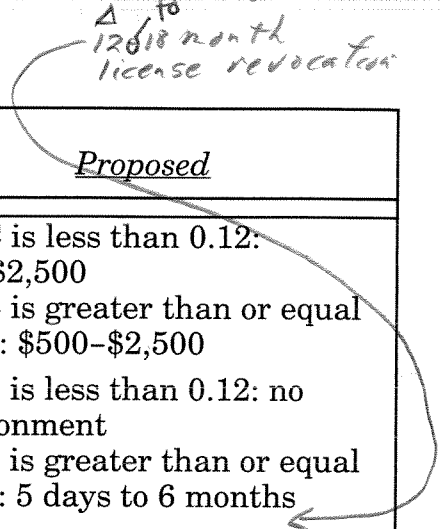 to
12 18 month
license revocation
Proposed
is less than 0.12:
$2,500
is greater than or equal
: $500–$2,500
is less than 0.12: no
onment
is greater than or equal
: 5 days to 6 months